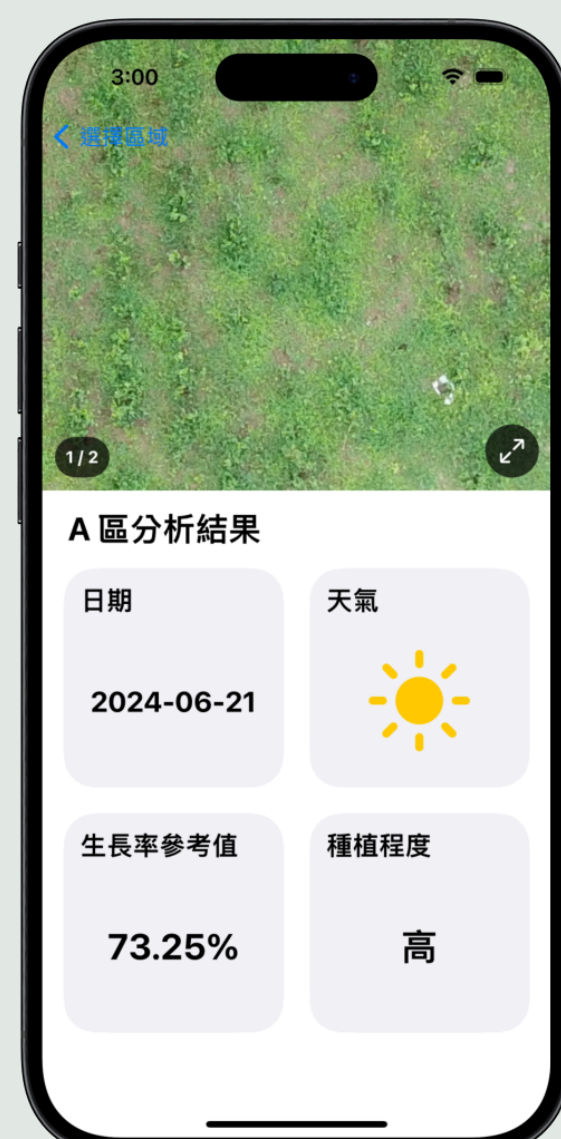 3:00
選擇區域
1/2
A 區分析結果
日期
天氣
2024-06-21
生長率參考值
種植程度
73.25%
高